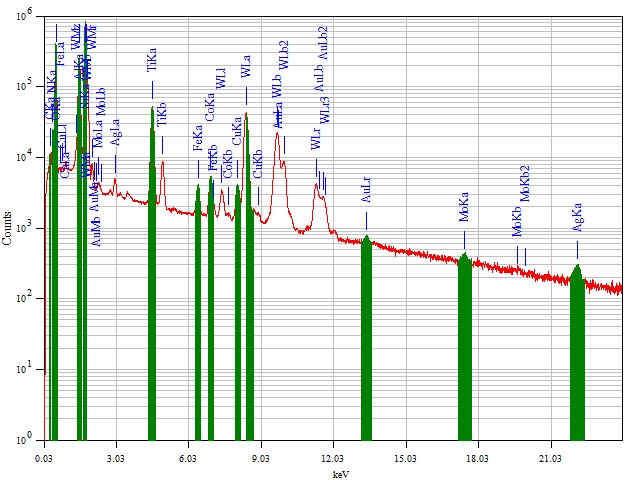 10^6
10^5
10^4
10^3
10^2
10^1
10^0
Counts
CKa
NKa
FeLa
WMz
WMr
AlKa
WMb
CuLl
CuLa
MoLa
MoLb
AuMb
AgLa
TiKa
TiKb
FeKa
FeKb
CoKa
CoKb
WLl
CuKa
CuKb
WLa
AuLa
WLb
WLb2
WLr
AuLb
WLr3
AuLb2
AuLr
MoKa
MoKb
MoKb2
AgKa
0.03 3.03 6.03 9.03 12.03 15.03 18.03 21.03
keV